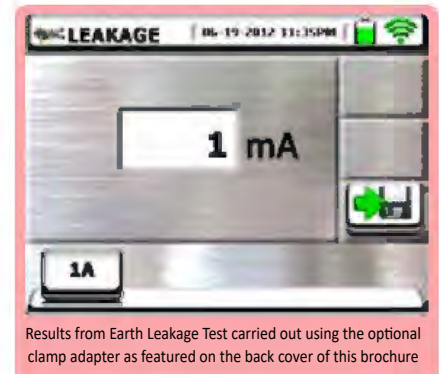 LEAKAGE 06-19-2012 11:35PM
1 mA
1A
Results from Earth Leakage Test carried out using the optional
clamp adapter as featured on the back cover of this brochure